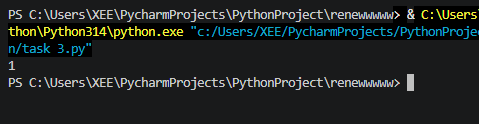 PS C:\Users\XEE\PycharmProjects\PythonProject\renewwwww> & C:\Users
thon\Python314\python.exe "c:/Users/XEE/PycharmProjects/PythonProje
n/task 3.py"
1
PS C:\Users\XEE\PycharmProjects\PythonProject\renewwwww>